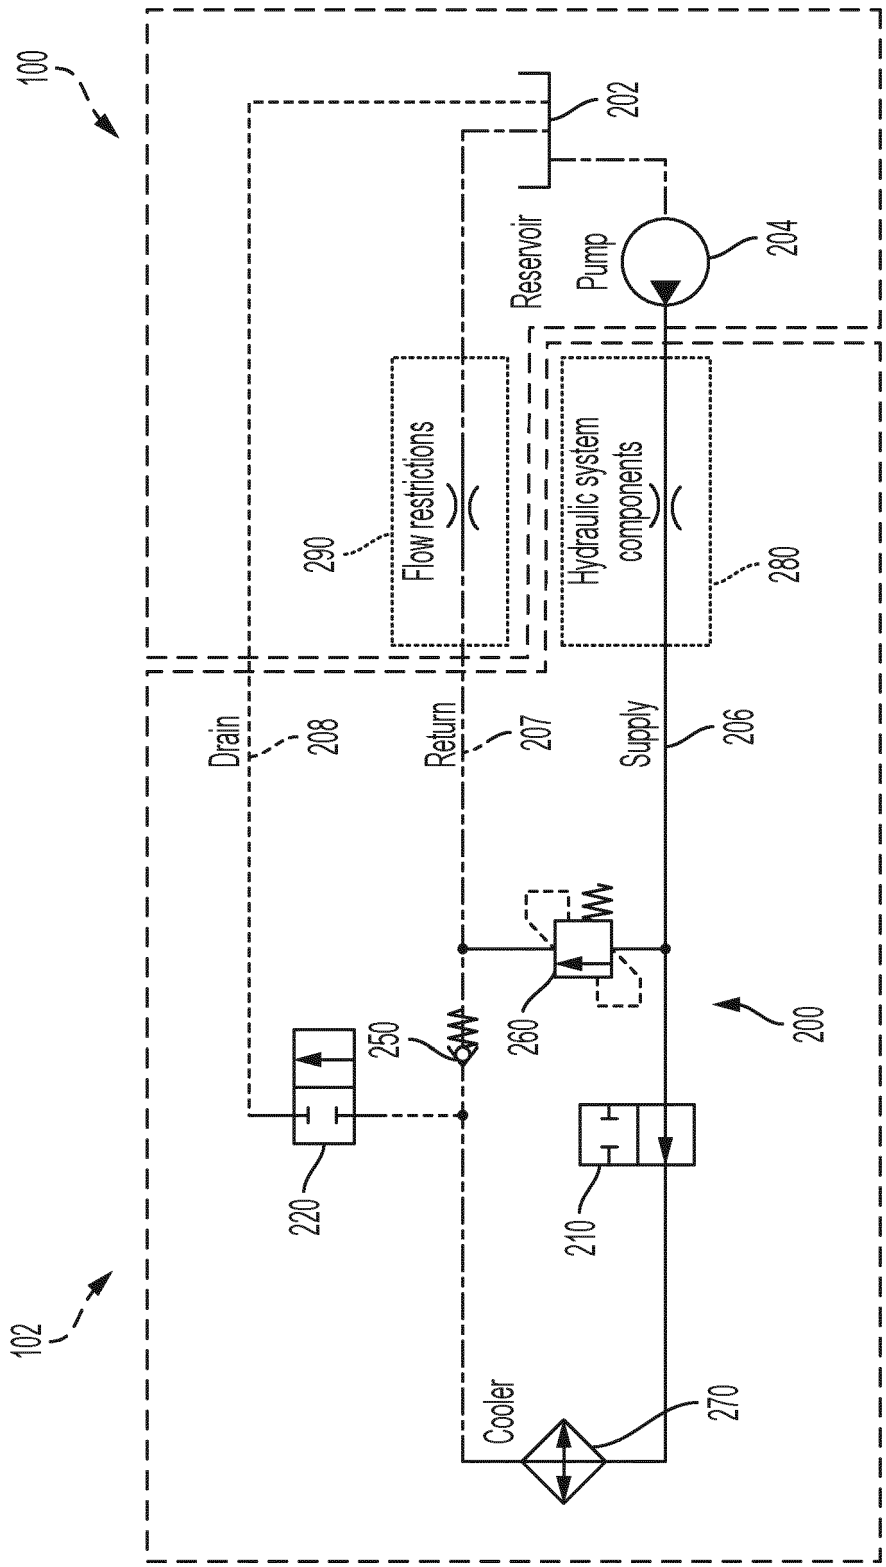 100
102
202
Reservoir
Pump
204
290
Flow restrictions
Hydraulic system
components
280
Drain
208
Return
207
Supply
206
250
260
200
220
210
Cooler
270